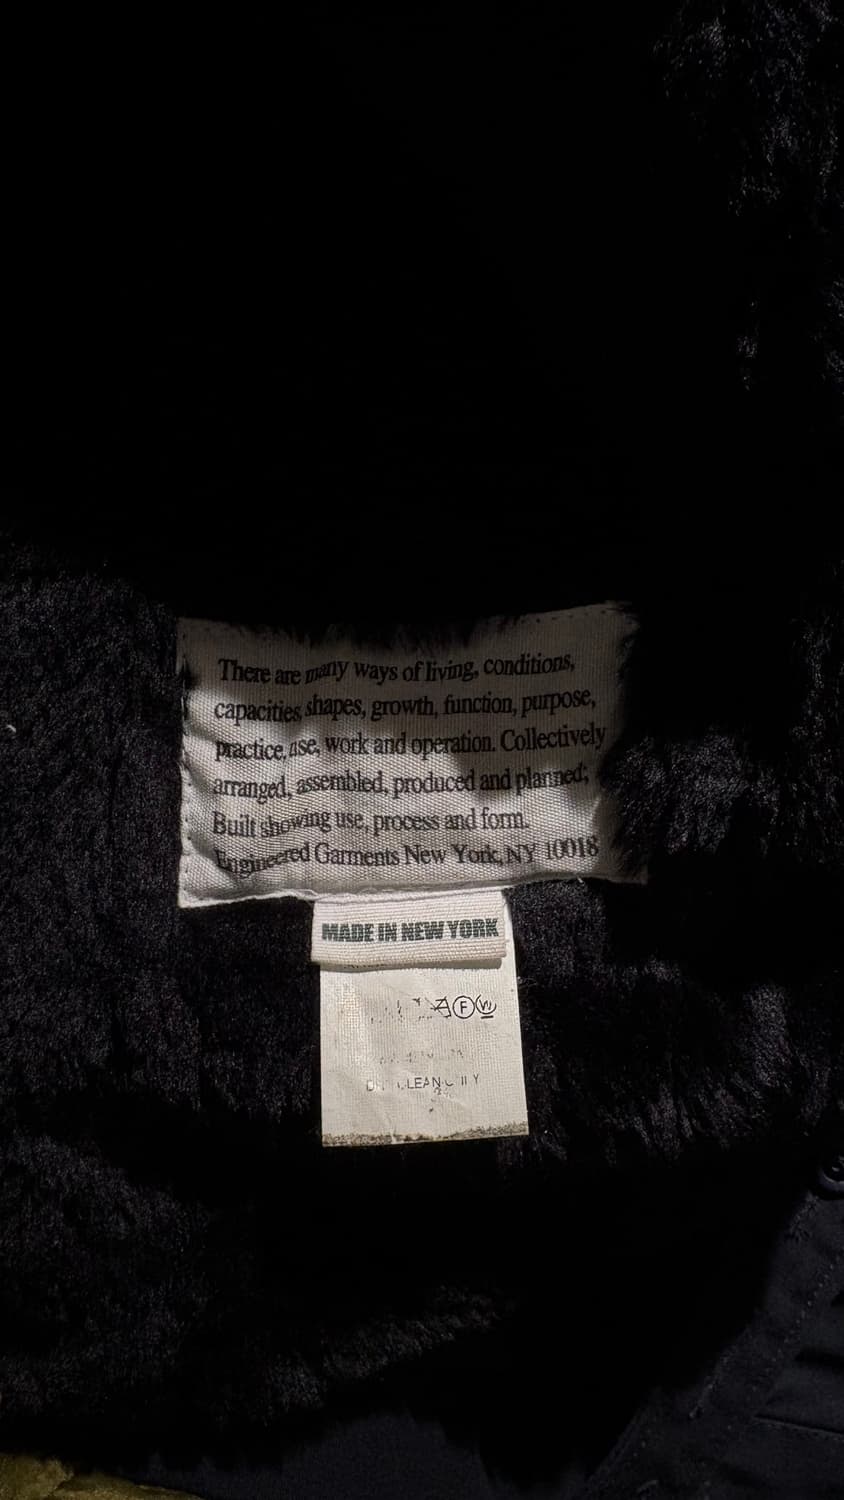 There are many ways of living, conditions,
capacities shapes, growth, function, purpose,
practice, use, work and operation. Collectively
arranged, assembled, produced and planned;
Built showing use, process and form.
Engineered Garments New York, NY 10018
MADE IN NEW YORK
F W